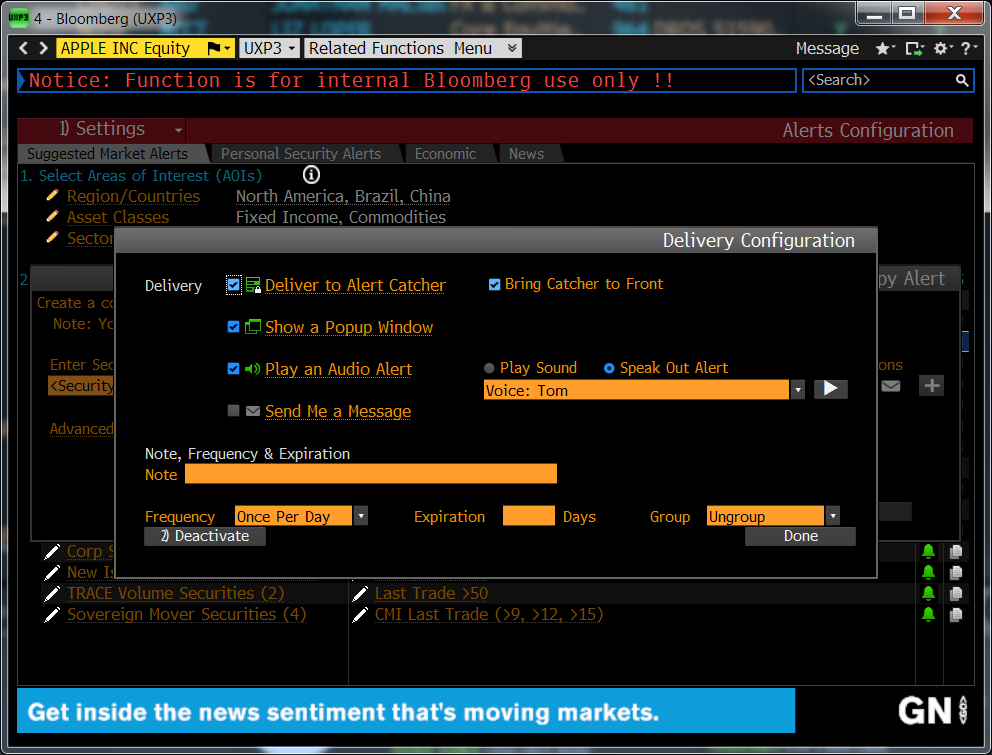 UXP3 4 - Bloomberg (UXP3)
APPLE INC Equity UXP3 Related Functions Menu Message ?
Notice: Function is for internal Bloomberg use only !! <Search>
1) Settings Alerts Configuration
Suggested Market Alerts Personal Security Alerts Economic News
1. Select Areas of Interest (AOIs)
Region/Countries North America, Brazil, China
Asset Classes Fixed Income, Commodities
Sector
Delivery Configuration
2 py Alert
Delivery Deliver to Alert Catcher Bring Catcher to Front
Create a co
Note: Yo
Show a Popup Window
Enter Sec ons
Play an Audio Alert Play Sound Speak Out Alert
<Security Voice: Tom
Send Me a Message
Advanced
Note, Frequency & Expiration
Note
Frequency Once Per Day Expiration Days Group Ungroup
2) Deactivate Done
Corp S
New Is
TRACE Volume Securities (2) Last Trade >50
Sovereign Mover Securities (4) CMI Last Trade (>9, >12, >15)
Get inside the news sentiment that's moving markets. GN GO